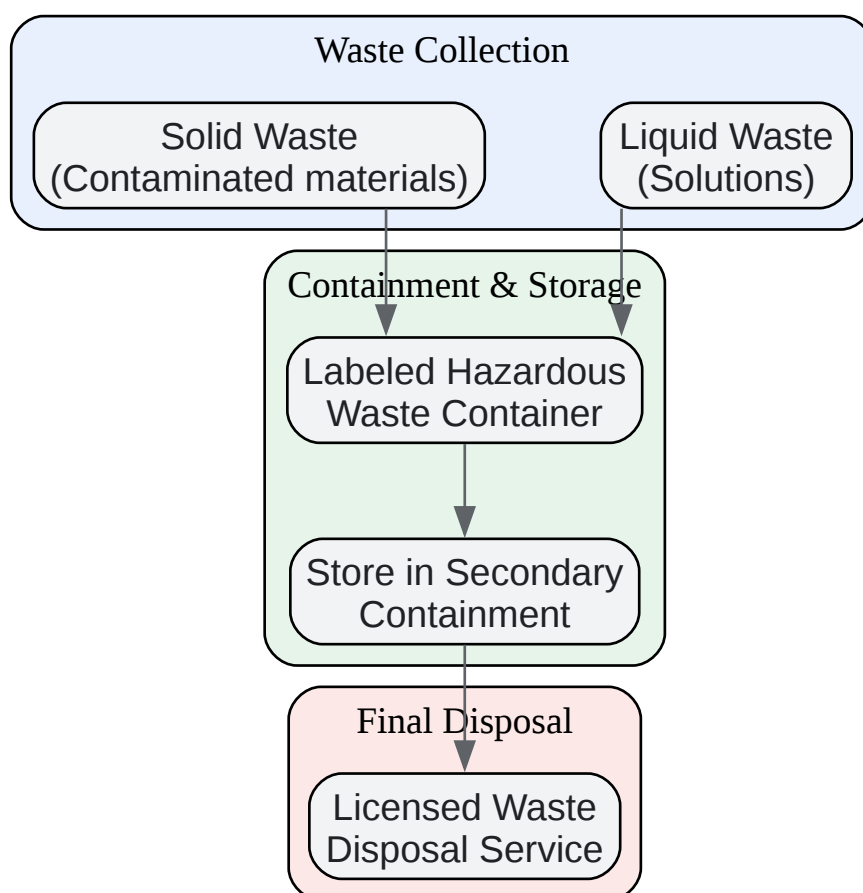 Waste Collection
Solid Waste
(Contaminated materials)
Liquid Waste
(Solutions)
Containment & Storage
Labeled Hazardous
Waste Container
Store in Secondary
Containment
Final Disposal
Licensed Waste
Disposal Service